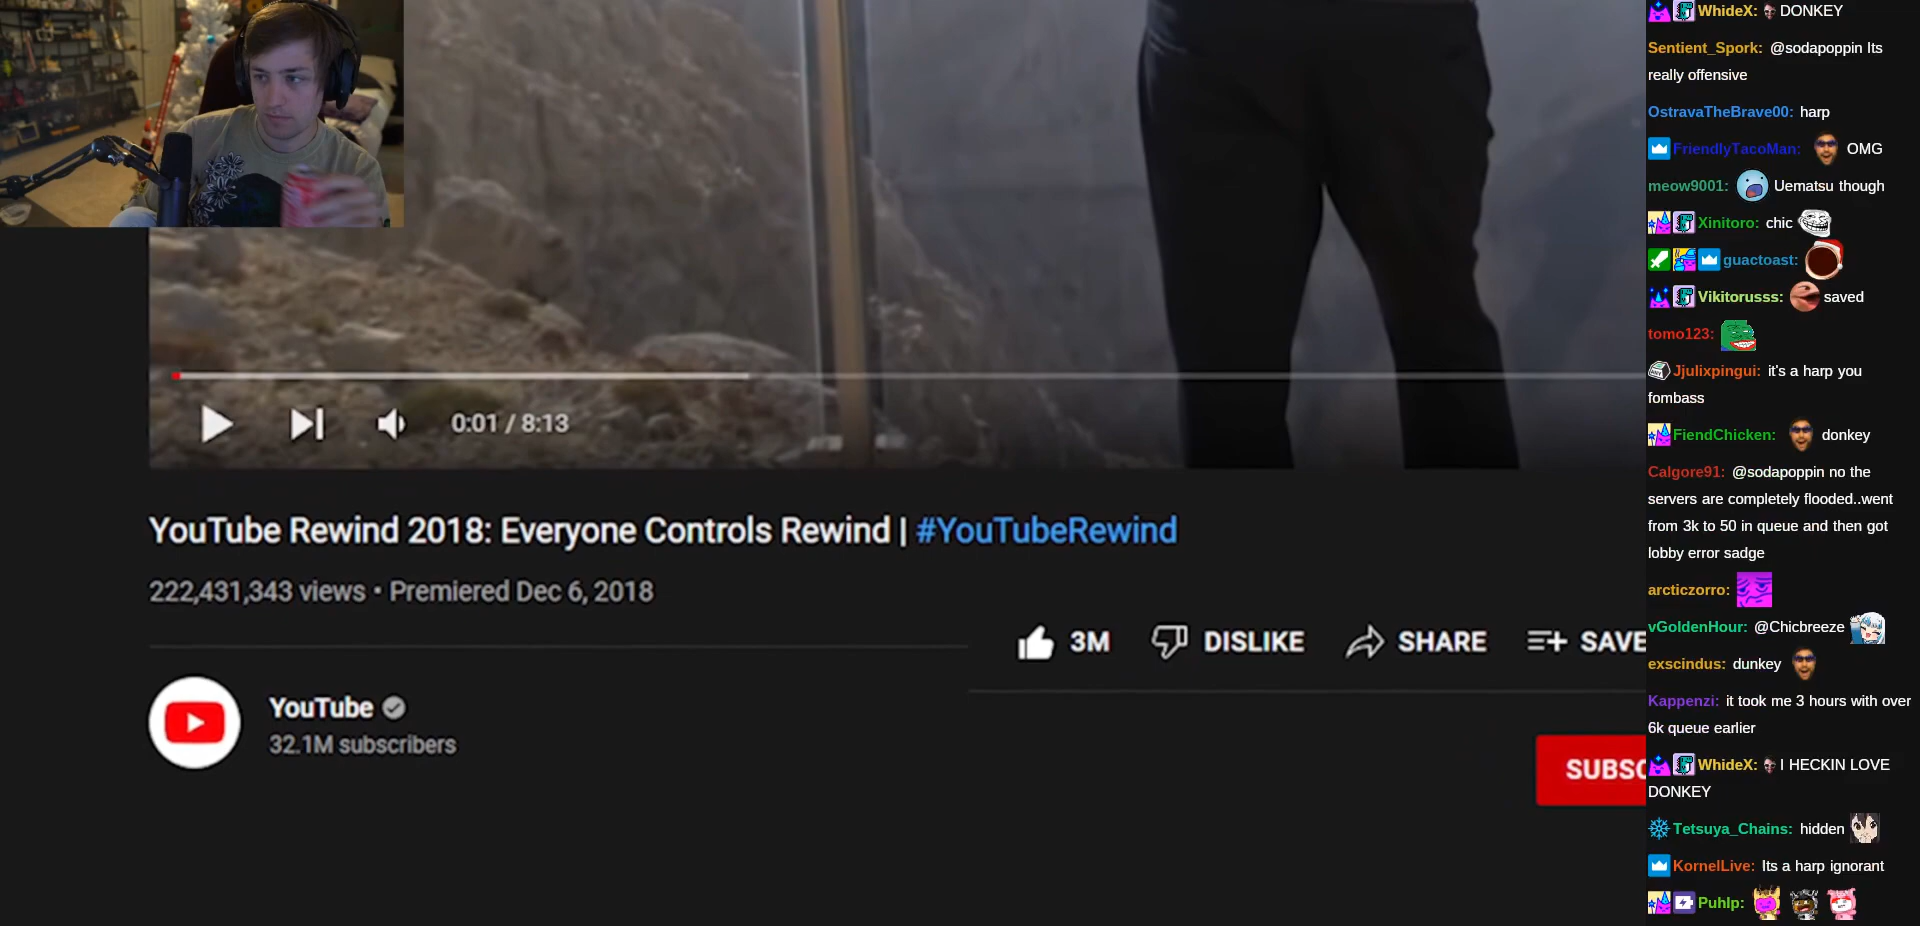 0:01 / 8:13
YouTube Rewind 2018: Everyone Controls Rewind | #YouTubeRewind
222,431,343 views • Premiered Dec 6, 2018
3M DISLIKE SHARE SAVE
YouTube
32.1M subscribers
SUBSC
WhideX: DONKEY
Sentient_Spork: @sodapoppin Its
really offensive
OstravaTheBrave00: harp
FriendlyTacoMan: OMG
meow9001: Uematsu though
Xinitoro: chic
guactoast:
Vikitorusss: saved
tomo123:
Jjulixpingui: it's a harp you
fombass
FiendChicken: donkey
Calgore91: @sodapoppin no the
servers are completely flooded..went
from 3k to 50 in queue and then got
lobby error sadge
arcticzorro:
vGoldenHour: @Chicbreeze
exscindus: dunkey
Kappenzi: it took me 3 hours with over
6k queue earlier
WhideX: I HECKIN LOVE
DONKEY
Tetsuya_Chains: hidden
KornelLive: Its a harp ignorant
Puhlp: